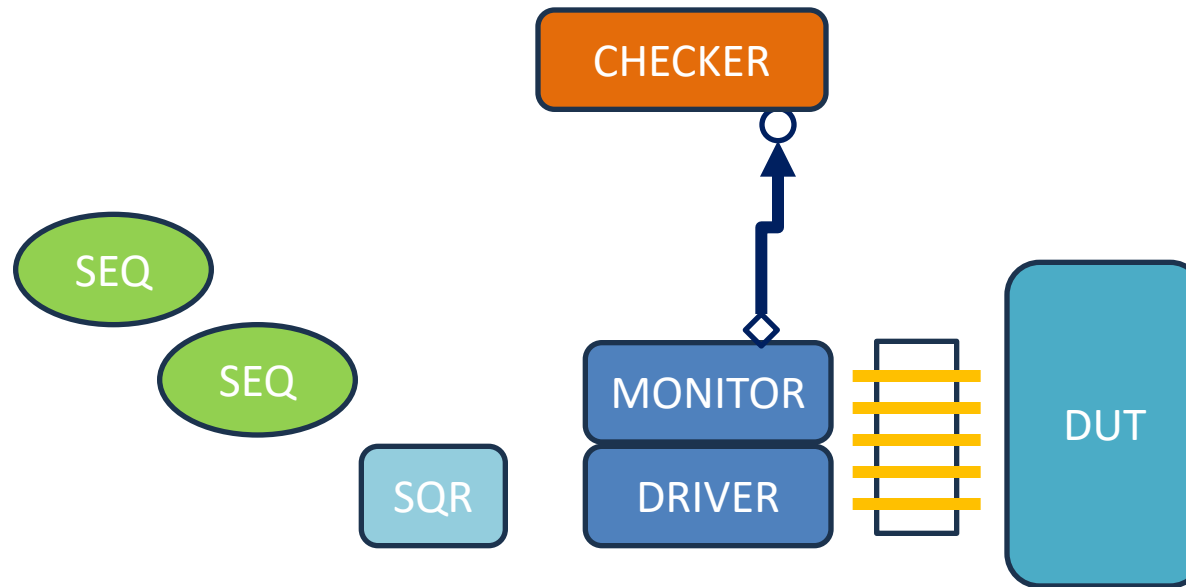 CHECKER
SEQ
SEQ
MONITOR
DUT
SQR
DRIVER